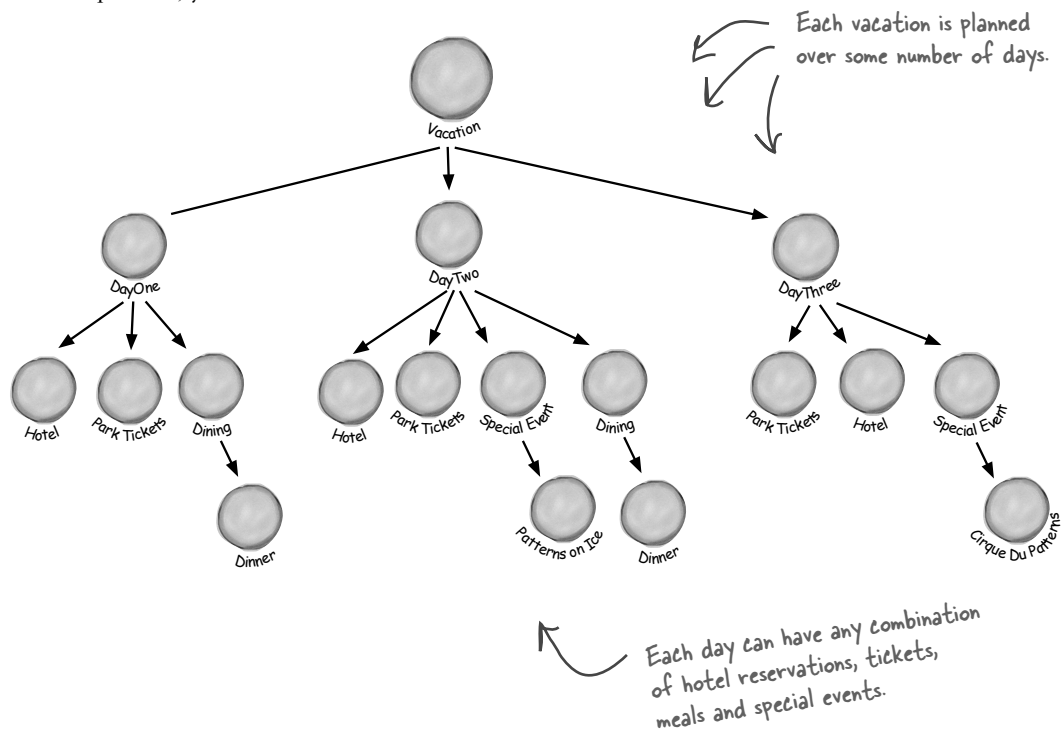 Each vacation is planned
over some number of days.
Vacation
DayOne
DayTwo
DayThree
Hotel
Park Tickets
Dining
Hotel
Park Tickets
Special Event
Dining
Park Tickets
Hotel
Special Event
Dinner
Patterns on Ice
Dinner
Cirque Du Patterns
Each day can have any combination
of hotel reservations, tickets,
meals and special events.